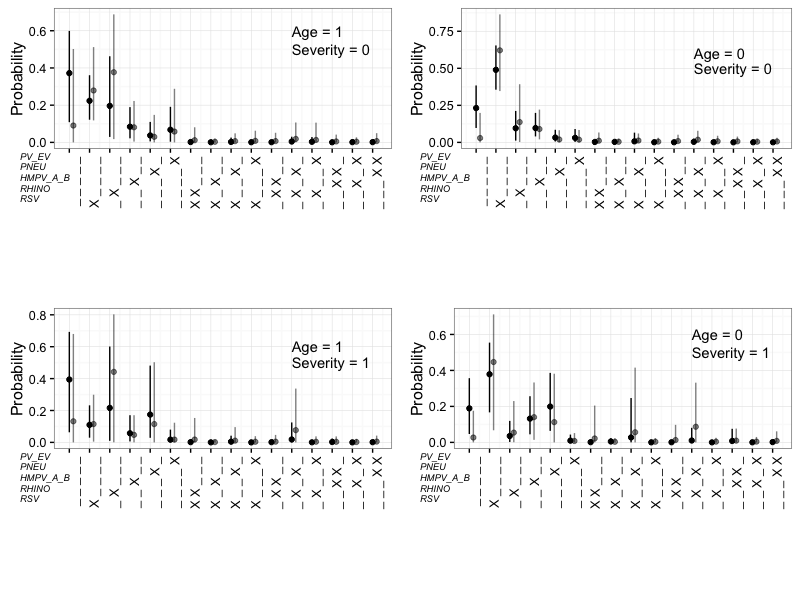 Probability
0.6
0.4
0.2
0.0
Age = 1
Severity = 0
PV_EV
PNEU
HMPV_A_B
RHINO
RSV
Probability
0.75
0.50
0.25
0.00
Age = 0
Severity = 0
PV_EV
PNEU
HMPV_A_B
RHINO
RSV
Probability
0.8
0.6
0.4
0.2
0.0
Age = 1
Severity = 1
PV_EV
PNEU
HMPV_A_B
RHINO
RSV
Probability
0.6
0.4
0.2
0.0
Age = 0
Severity = 1
PV_EV
PNEU
HMPV_A_B
RHINO
RSV